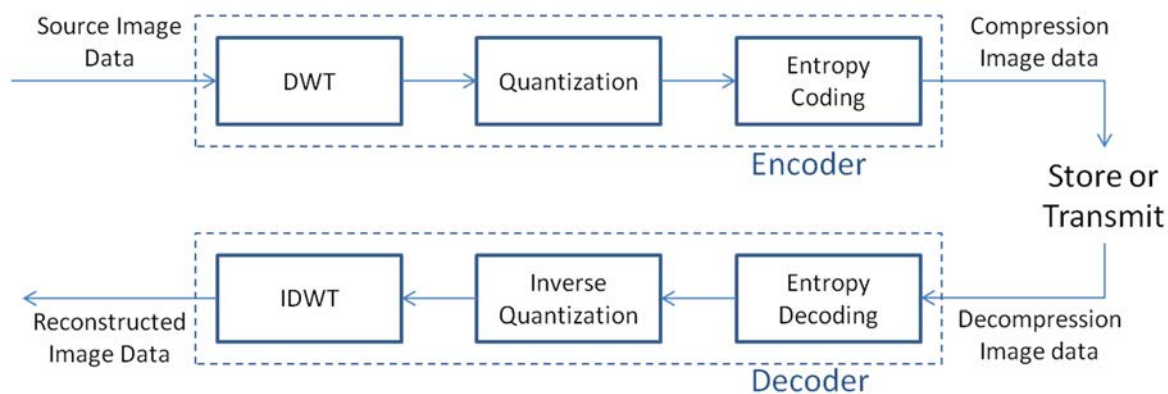 Source Image
Data
DWT
Quantization
Entropy
Coding
Compression
Image data
Encoder
Store or
Transmit
IDWT
Inverse
Quantization
Entropy
Decoding
Reconstructed
Image Data
Decompression
Image data
Decoder